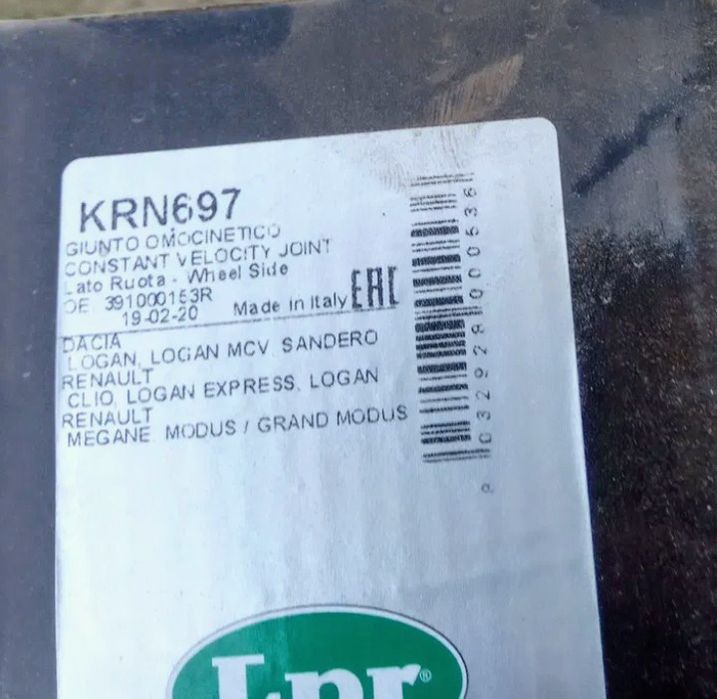 KRN697
GIUNTO OMOCINETICO
CONSTANT VELOCITY JOINT
Lato Ruota - Wheel Side
OE 391000153R
19-02-20 Made in Italy EAC
DACIA
LOGAN, LOGAN MCV, SANDERO
RENAULT
CLIO, LOGAN EXPRESS, LOGAN
RENAULT
MEGANE, MODUS / GRAND MODUS
Lpr®